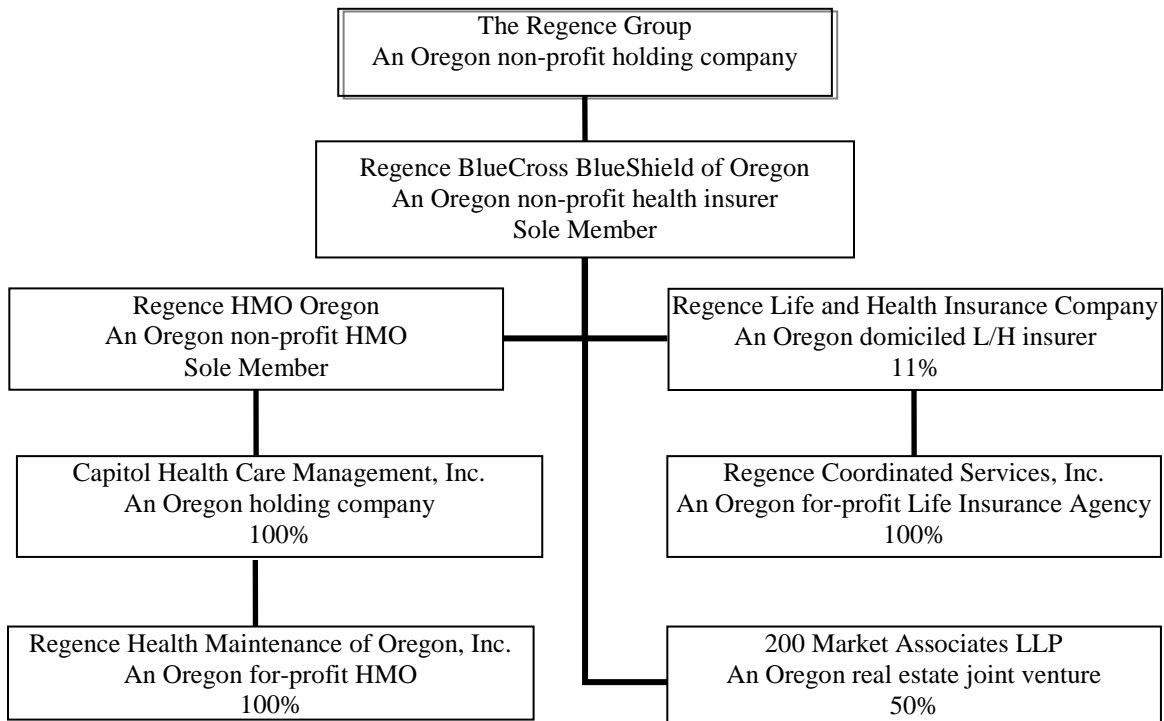 The Regence Group
An Oregon non-profit holding company
Regence BlueCross BlueShield of Oregon
An Oregon non-profit health insurer
Sole Member
Regence HMO Oregon
An Oregon non-profit HMO
Sole Member
Regence Life and Health Insurance Company
An Oregon domiciled L/H insurer
11%
Capitol Health Care Management, Inc.
An Oregon holding company
100%
Regence Coordinated Services, Inc.
An Oregon for-profit Life Insurance Agency
100%
Regence Health Maintenance of Oregon, Inc.
An Oregon for-profit HMO
100%
200 Market Associates LLP
An Oregon real estate joint venture
50%